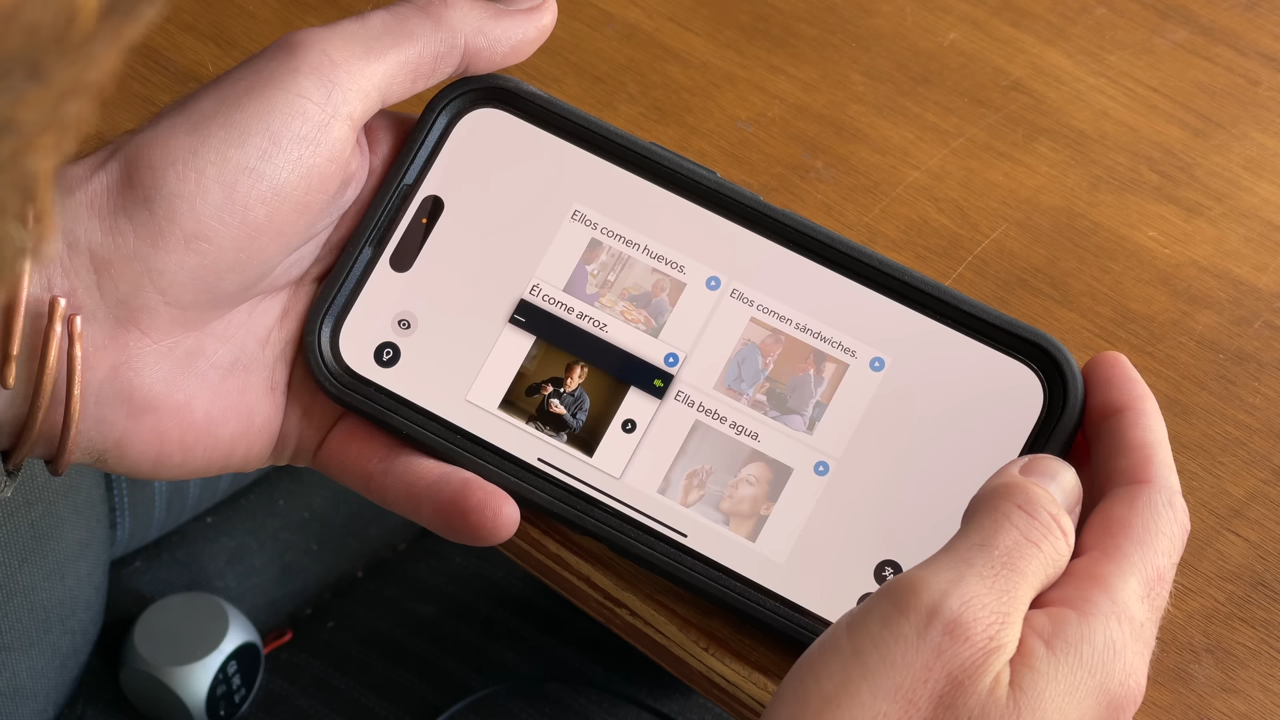 Ellos comen huevos.
Él come arroz.
Ellos comen sándwiches.
Ella bebe agua.